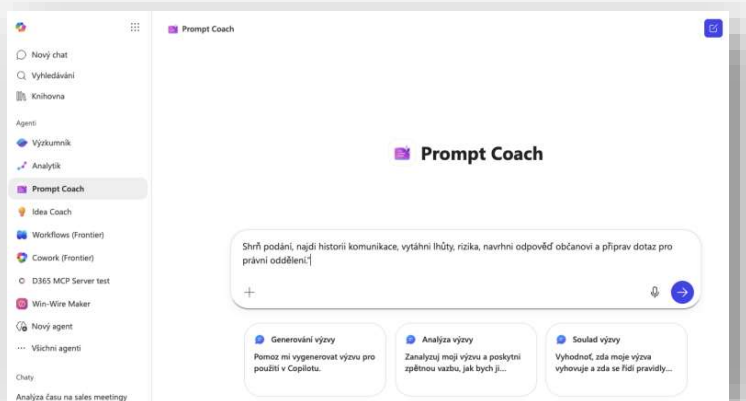 Prompt Coach
Nový chat
Vyhledávání
Knihovna
Agenti
Výzkumník
Analytik
Prompt Coach
Idea Coach
Workflows (Frontier)
Cowork (Frontier)
D365 MCP Server test
Win-Wire Maker
Nový agent
Všichni agenti
Chaty
Analýza času na sales meetingy
Prompt Coach
Shrň podání, najdi historii komunikace, vytáhni lhůty, rizika, navrhni odpověď občanovi a připrav dotaz pro
právní oddělení."
Generování výzvy
Pomoz mi vygenerovat výzvu pro
použití v Copilotu.
Analýza výzvy
Zanalyzuj moji výzvu a poskytni
zpětnou vazbu, jak bych ji...
Soulad výzvy
Vyhodnoť, zda moje výzva
vyhovuje a zda se řídí pravidly...